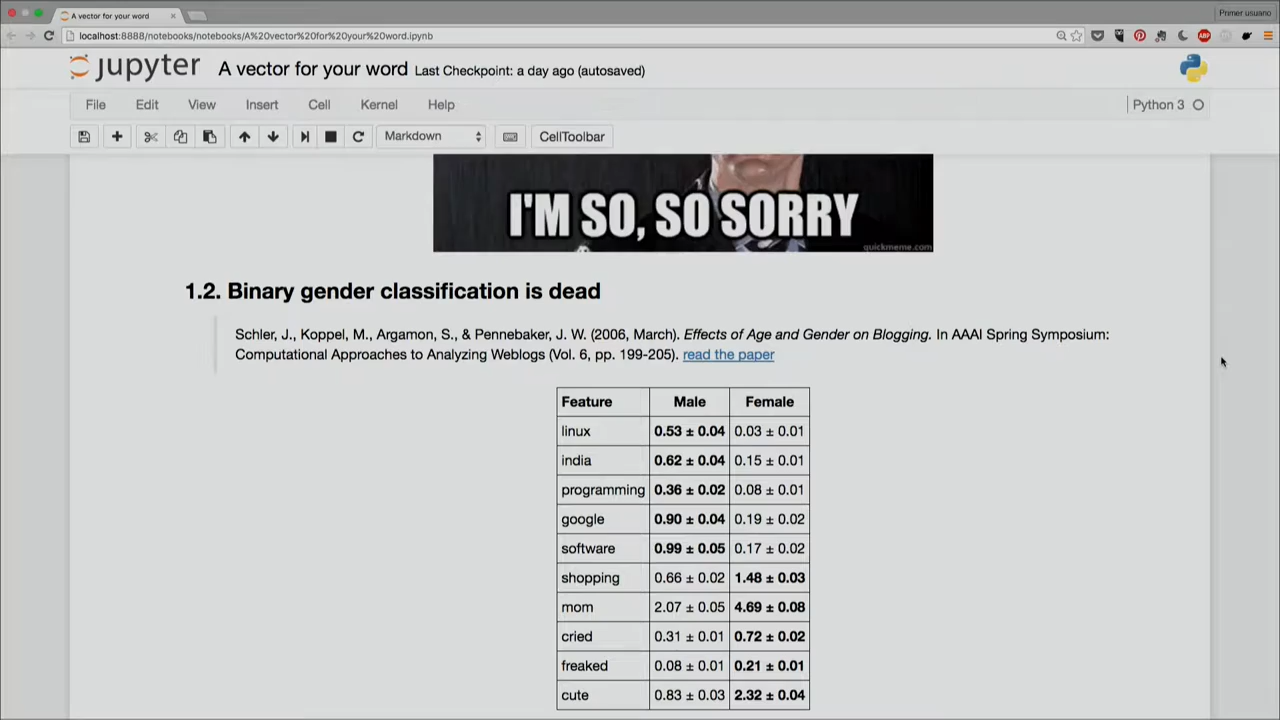 A vector for your word
Primer usuario
localhost:8888/notebooks/notebooks/A%20vector%20for%20your%20word.ipynb
jupyter A vector for your word Last Checkpoint: a day ago (autosaved)
File Edit View Insert Cell Kernel Help Python 3
Markdown CellToolbar
I'M SO, SO SORRY
quickmeme.com
1.2. Binary gender classification is dead
Schler, J., Koppel, M., Argamon, S., & Pennebaker, J. W. (2006, March). Effects of Age and Gender on Blogging. In AAAI Spring Symposium:
Computational Approaches to Analyzing Weblogs (Vol. 6, pp. 199-205). read the paper
Feature Male Female
linux 0.53 ± 0.04 0.03 ± 0.01
india 0.62 ± 0.04 0.15 ± 0.01
programming 0.36 ± 0.02 0.08 ± 0.01
google 0.90 ± 0.04 0.19 ± 0.02
software 0.99 ± 0.05 0.17 ± 0.02
shopping 0.66 ± 0.02 1.48 ± 0.03
mom 2.07 ± 0.05 4.69 ± 0.08
cried 0.31 ± 0.01 0.72 ± 0.02
freaked 0.08 ± 0.01 0.21 ± 0.01
cute 0.83 ± 0.03 2.32 ± 0.04